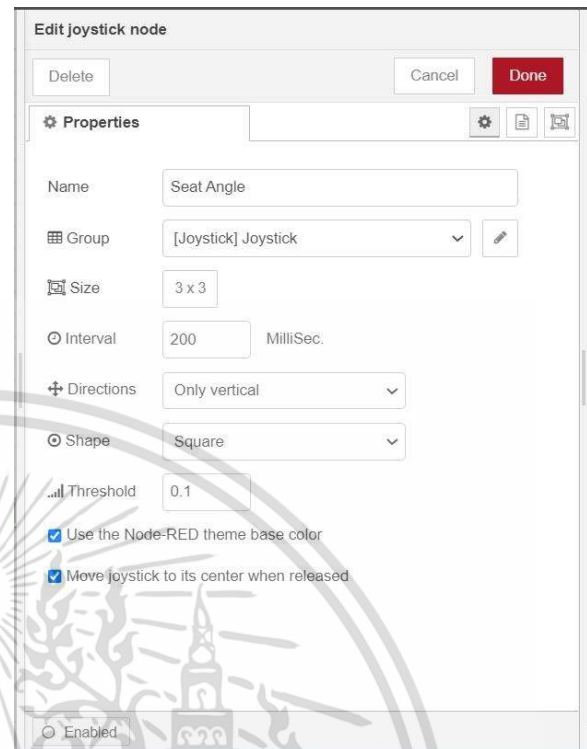 Edit joystick node
Delete
Cancel
Done
Properties
Name
Seat Angle
Group
[Joystick] Joystick
Size
3 x 3
Interval
200
MilliSec.
Directions
Only vertical
Shape
Square
Threshold
0.1
Use the Node-RED theme base color
Move joystick to its center when released
Enabled